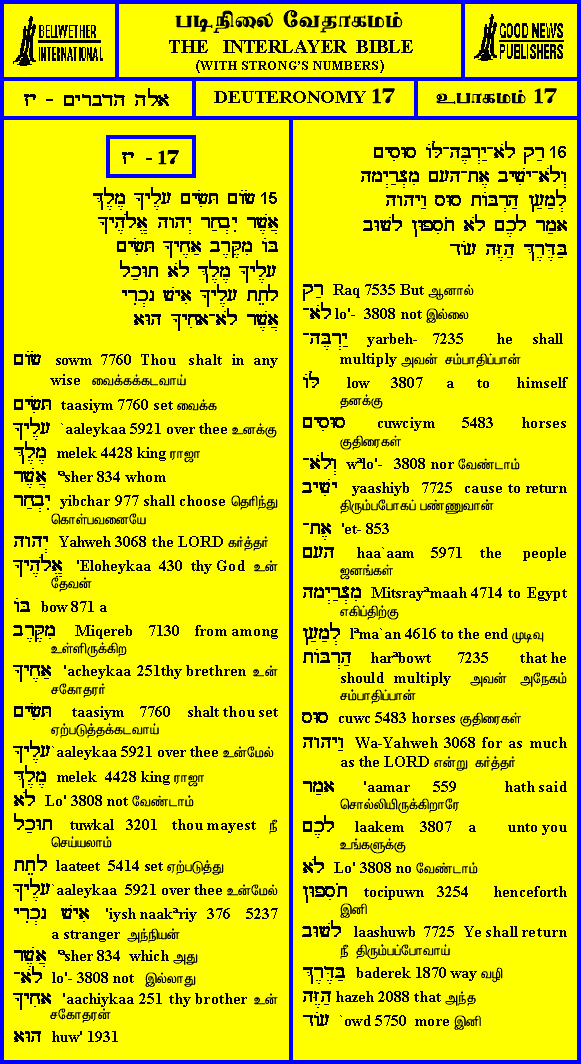 BELLWETHER
INTERNATIONAL
படிநிலை வேதாகமம்
THE INTERLAYER BIBLE
(WITH STRONG'S NUMBERS)
GOOD NEWS
PUBLISHERS
אלה הדברים - יז
DEUTERONOMY 17
உபாகமம் 17
יז - 17
15 שׂוֹם תָּשִׂים עָלֶיךָ מֶלֶךְ
אֲשֶׁר יִבְחַר יְהוָה אֱלֹהֶיךָ
בּוֹ מִקֶּרֶב אַחֶיךָ תָּשִׂים
עָלֶיךָ מֶלֶךְ לֹא תוּכַל
לָתֵת עָלֶיךָ אִישׁ נָכְרִי
אֲשֶׁר לֹא־אָחִיךָ הוּא
שׂוֹם sowm 7760 Thou shalt in any
wise வைக்கக்கடவாய்
תָּשִׂים taasiym 7760 set வைக்க
עָלֶיךָ `aaleykaa 5921 over thee உனக்கு
מֶלֶךְ melek 4428 king ராஜா
אֲשֶׁר ªsher 834 whom
יִבְחַר yibchar 977 shall choose தெரிந்து
கொள்பவனையே
יְהוָה Yahweh 3068 the LORD கர்த்தர்
אֱלֹהֶיךָ 'Eloheykaa 430 thy God உன்
தேவன்
בּוֹ bow 871 a
מִקֶּרֶב Miqereb 7130 from among
உள்ளிருக்கிற
אַחֶיךָ 'acheykaa 251thy brethren உன்
சகோதரர்
תָּשִׂים taasiym 7760 shalt thou set
ஏற்படுத்தக்கடவாய்
עָלֶיךָ `aaleykaa 5921 over thee உன்மேல்
מֶלֶךְ melek 4428 king ராஜா
לֹא Lo' 3808 not வேண்டாம்
תוּכַל tuwkal 3201 thou mayest நீ
செய்யலாம்
לָתֵת laateet 5414 set ஏற்படுத்து
עָלֶיךָ `aaleykaa 5921 over thee உன்மேல்
אִישׁ נָכְרִי 'iysh naakªriy 376 5237
a stranger அந்நியன்
אֲשֶׁר ªsher 834 which அது
לֹא־ lo'- 3808 not இல்லாது
אָחִיךָ 'aachiykaa 251 thy brother உன்
சகோதரன்
הוּא huw' 1931
16 רַק לֹא־יַרְבֶּה־לּוֹ סוּסִים
וְלֹא־יָשִׁיב אֶת־הָעָם מִצְרַיְמָה
לְמַעַן הַרְבּוֹת סוּס וַיהוָה
אָמַר לָכֶם לֹא תֹסִפוּן לָשׁוּב
בַּדֶּרֶךְ הַזֶּה עוֹד
רַק Raq 7535 But ஆனால்
לֹא־ lo'- 3808 not இல்லை
יַרְבֶּה־ yarbeh- 7235 he shall
multiply அவன் சம்பாதிப்பான்
לּוֹ low 3807 a to himself
தனக்கு
סוּסִים cuwciym 5483 horses
குதிரைகள்
וְלֹא־ wªlo'- 3808 nor வேண்டாம்
יָשִׁיב yaashiyb 7725 cause to return
திரும்பபோகப் பண்ணுவான்
אֶת־ 'et- 853
הָעָם haa`aam 5971 the people
ஜனங்கள்
מִצְרַיְמָה Mitsrayªmaah 4714 to Egypt
எகிப்திற்கு
לְמַעַן lªma`an 4616 to the end முடிவு
הַרְבּוֹת harªbowt 7235 that he
should multiply அவன் அநேகம்
சம்பாதிப்பான்
סוּס cuwc 5483 horses குதிரைகள்
וַיהוָה Wa-Yahweh 3068 for as much
as the LORD என்று கர்த்தர்
אָמַר 'aamar 559 hath said
சொல்லியிருக்கிறாரே
לָכֶם laakem 3807 a unto you
உங்களுக்கு
לֹא Lo' 3808 no வேண்டாம்
תֹסִפוּן tocipuwn 3254 henceforth
இனி
לָשׁוּב laashuwb 7725 Ye shall return
நீ திரும்பப்போவாய்
בַּדֶּרֶךְ baderek 1870 way வழி
הַזֶּה hazeh 2088 that அந்த
עוֹד `owd 5750 more இனி